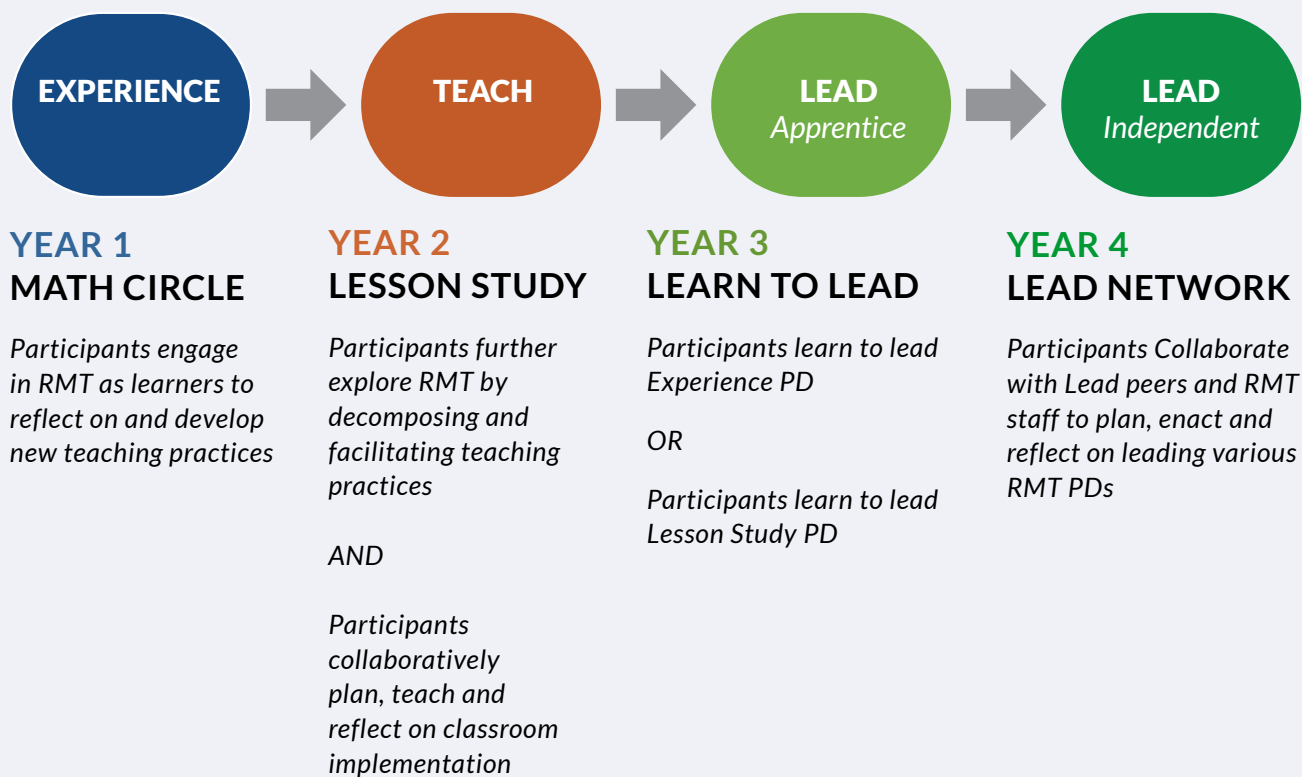 EXPERIENCE
TEACH
LEAD
Apprentice
LEAD
Independent
YEAR 1
MATH CIRCLE
Participants engage
in RMT as learners to
reflect on and develop
new teaching practices
YEAR 2
LESSON STUDY
Participants further
explore RMT by
decomposing and
facilitating teaching
practices
AND
Participants
collaboratively
plan, teach and
reflect on classroom
implementation
YEAR 3
LEARN TO LEAD
Participants learn to lead
Experience PD
OR
Participants learn to lead
Lesson Study PD
YEAR 4
LEAD NETWORK
Participants Collaborate
with Lead peers and RMT
staff to plan, enact and
reflect on leading various
RMT PDs